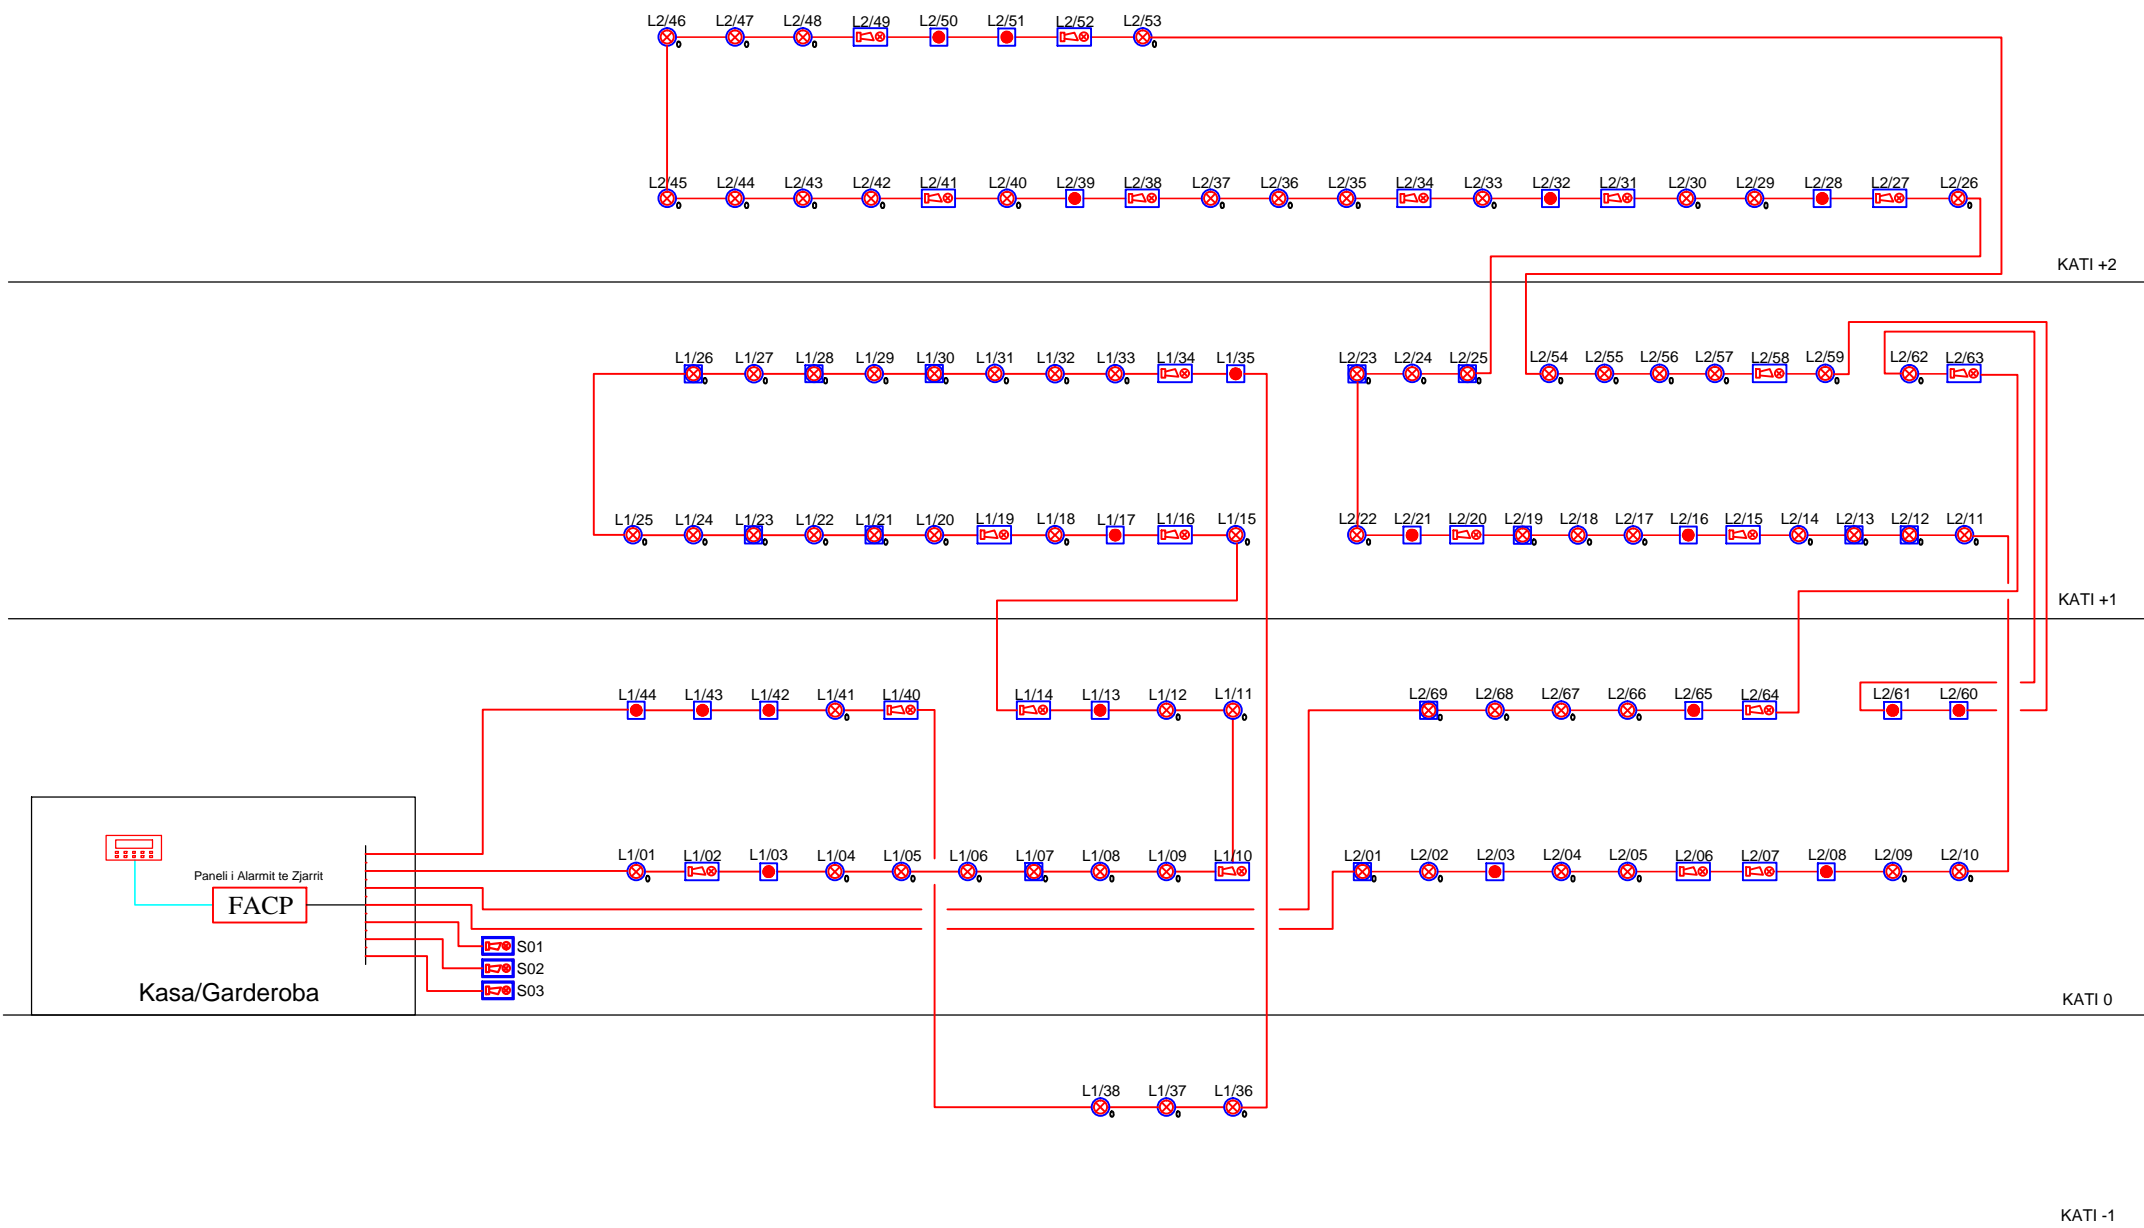 L2/46 L2/47 L2/48 L2/49 L2/50 L2/51 L2/52 L2/53
L2/45 L2/44 L2/43 L2/42 L2/41 L2/40 L2/39 L2/38 L2/37 L2/36 L2/35 L2/34 L2/33 L2/32 L2/31 L2/30 L2/29 L2/28 L2/27 L2/26
KATI +2
L1/26 L1/27 L1/28 L1/29 L1/30 L1/31 L1/32 L1/33 L1/34 L1/35 L2/23 L2/24 L2/25 L2/54 L2/55 L2/56 L2/57 L2/58 L2/59 L2/62 L2/63
L1/25 L1/24 L1/23 L1/22 L1/21 L1/20 L1/19 L1/18 L1/17 L1/16 L1/15 L2/22 L2/21 L2/20 L2/19 L2/18 L2/17 L2/16 L2/15 L2/14 L2/13 L2/12 L2/11
KATI +1
L1/44 L1/43 L1/42 L1/41 L1/40 L1/14 L1/13 L1/12 L1/11 L2/69 L2/68 L2/67 L2/66 L2/65 L2/64 L2/61 L2/60
L1/01 L1/02 L1/03 L1/04 L1/05 L1/06 L1/07 L1/08 L1/09 L1/10 L2/01 L2/02 L2/03 L2/04 L2/05 L2/06 L2/07 L2/08 L2/09 L2/10
Paneli i Alarmit te Zjarrit
FACP
S01
S02
S03
Kasa/Garderoba
KATI 0
L1/38 L1/37 L1/36
KATI -1